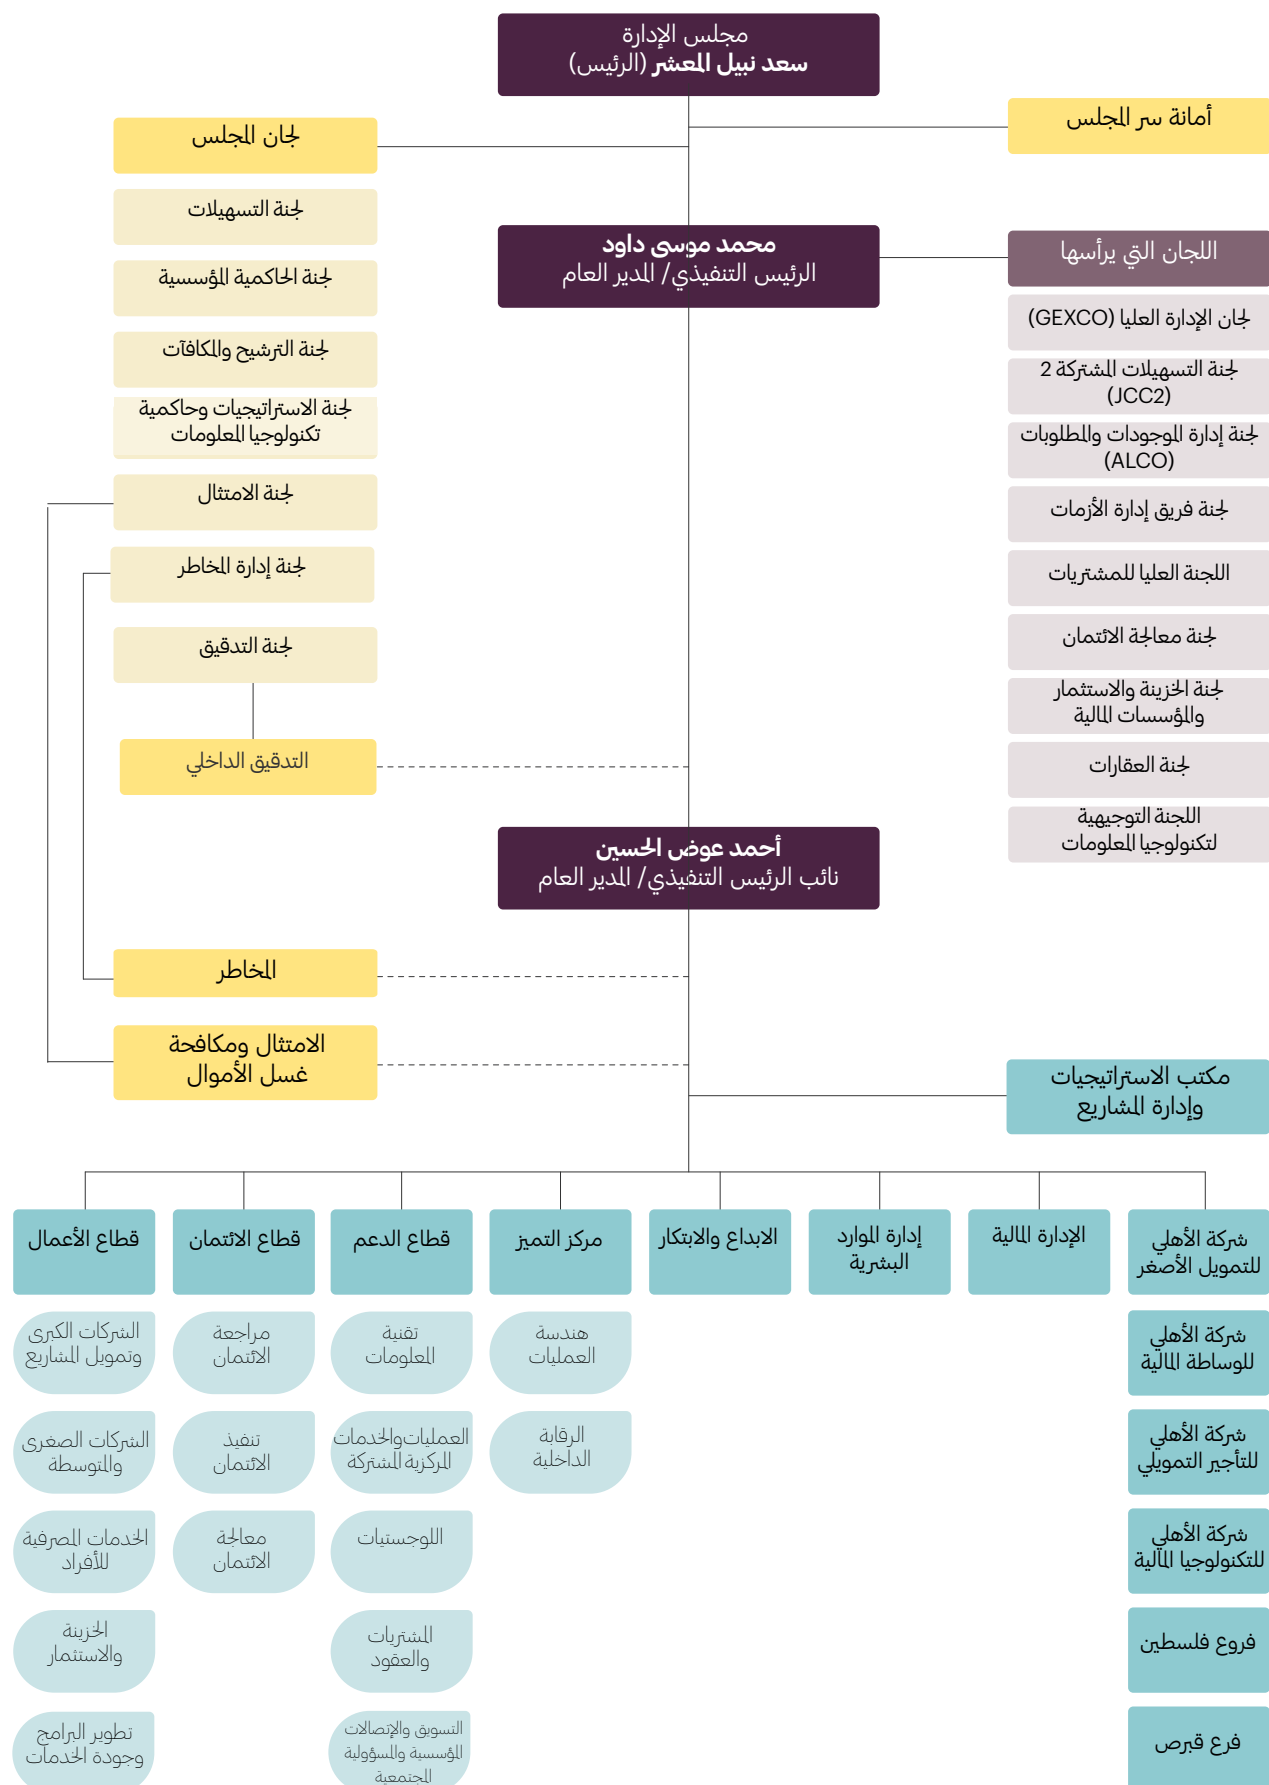 مجلس الإدارة
سعد نبيل المعشر (الرئيس)
أمانة سر المجلس
لجان المجلس
لجنة التسهيلات
لجنة الحاكمية المؤسسية
لجنة الترشيح والمكافآت
لجنة الاستراتيجيات وحاكمية
تكنولوجيا المعلومات
لجنة الامتثال
لجنة إدارة المخاطر
لجنة التدقيق
التدقيق الداخلي
محمد موسى داود
الرئيس التنفيذي/ المدير العام
اللجان التي يرأسها
لجان الإدارة العليا (GEXCO)
لجنة التسهيلات المشتركة 2
(JCC2)
لجنة إدارة الموجودات والمطلوبات
(ALCO)
لجنة فريق إدارة الأزمات
اللجنة العليا للمشتريات
لجنة معالجة الائتمان
لجنة الخزينة والاستثمار
والمؤسسات المالية
لجنة العقارات
اللجنة التوجيهية
لتكنولوجيا المعلومات
أحمد عوض الحسين
نائب الرئيس التنفيذي/ المدير العام
المخاطر
الامتثال ومكافحة
غسل الأموال
مكتب الاستراتيجيات
وإدارة المشاريع
شركة الأهلي
للتمويل الأصغر
شركة الأهلي
للوساطة المالية
شركة الأهلي
للتأجير التمويلي
شركة الأهلي
للتكنولوجيا المالية
فروع فلسطين
فرع قبرص
الإدارة المالية
إدارة الموارد
البشرية
الابداع والابتكار
مركز التميز
هندسة
العمليات
الرقابة
الداخلية
قطاع الدعم
تقنية
المعلومات
العمليات والخدمات
المركزية المشتركة
اللوجستيات
المشتريات
والعقود
التسويق والإتصالات
المؤسسية والمسؤولية
المجتمعية
قطاع الائتمان
مراجعة
الائتمان
تنفيذ
الائتمان
معالجة
الائتمان
قطاع الأعمال
الشركات الكبرى
وتمويل المشاريع
الشركات الصغرى
والمتوسطة
الخدمات المصرفية
للأفراد
الخزينة
والاستثمار
تطوير البرامج
وجودة الخدمات